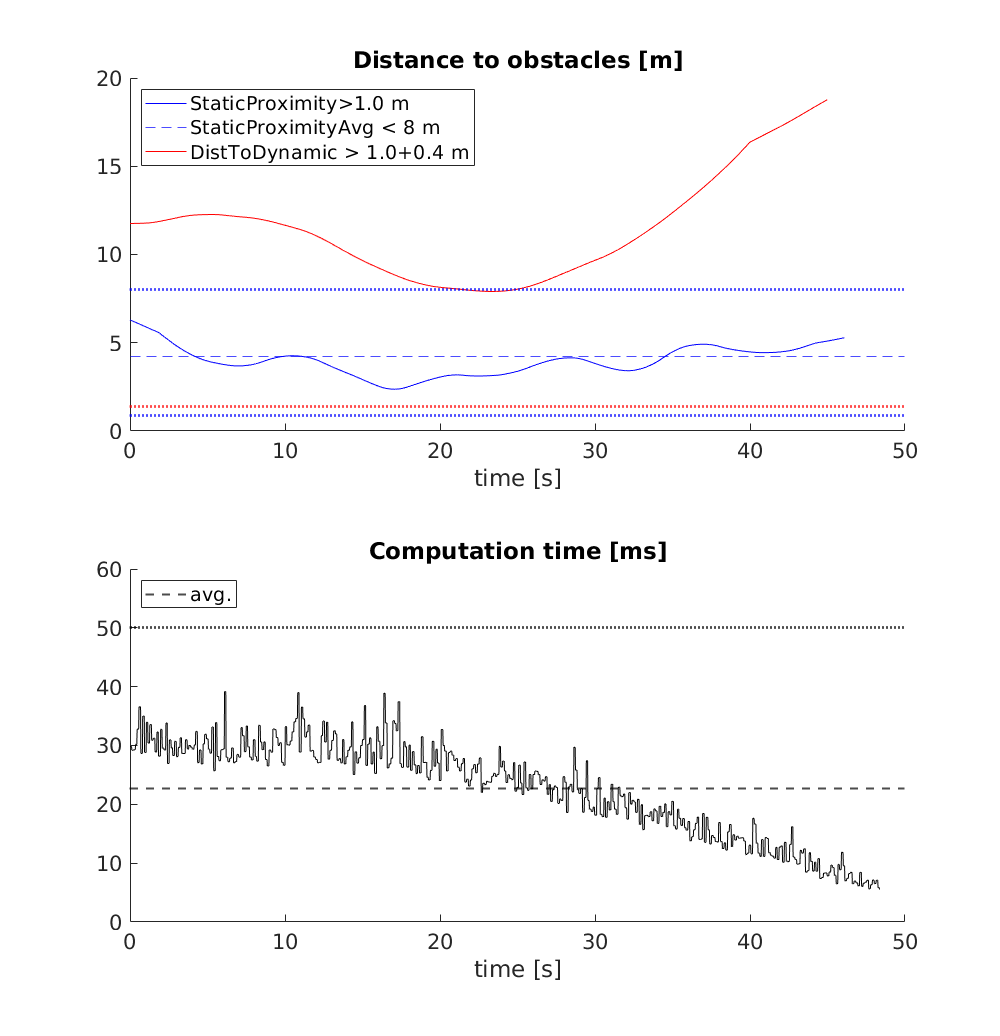 Distance to obstacles [m]
20
StaticProximity>1.0 m
StaticProximityAvg < 8 m
DistToDynamic > 1.0+0.4 m
15
10
5
0
0 10 20 30 40 50
time [s]
Computation time [ms]
60
avg.
50
40
30
20
10
0
0 10 20 30 40 50
time [s]